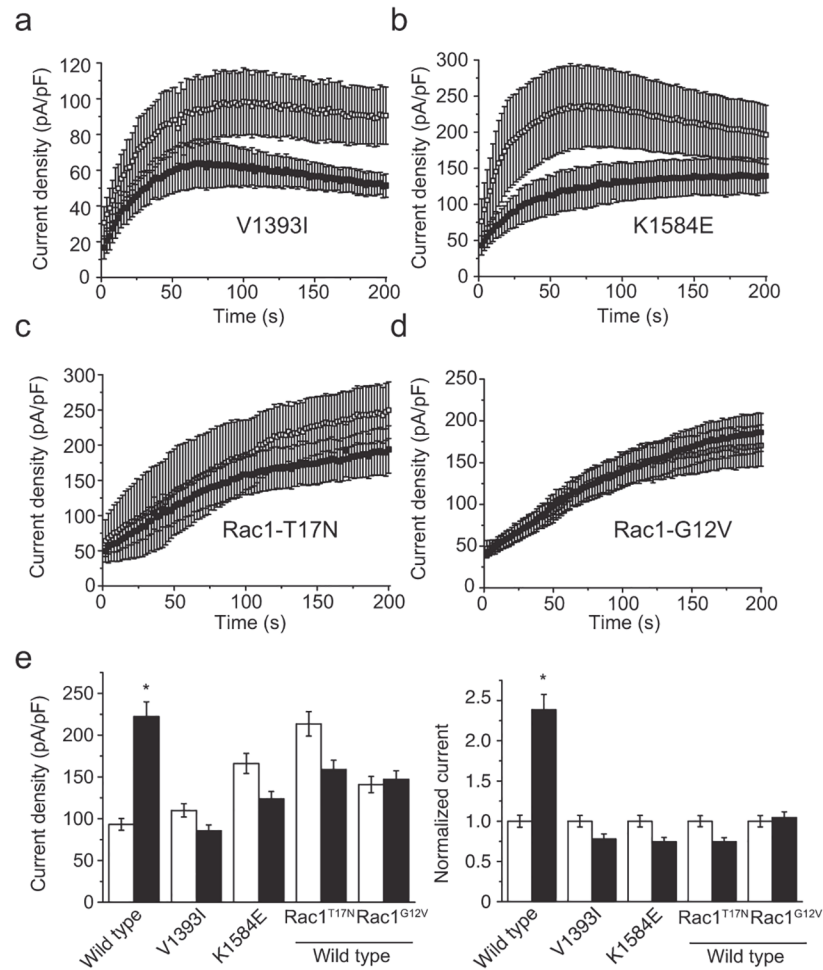 a
b
Current density (pA/pF)
120
100
80
60
40
20
0
0 50 100 150 200
Time (s)
V1393I
Current density (pA/pF)
300
250
200
150
100
50
0
0 50 100 150 200
Time (s)
K1584E
c
d
Current density (pA/pF)
300
250
200
150
100
50
0
0 50 100 150 200
Time (s)
Rac1-T17N
Current density (pA/pF)
250
200
150
100
50
0
0 50 100 150 200
Time (s)
Rac1-G12V
e
Current density (pA/pF)
250
200
150
100
50
0
*
Wild type
V1393I
K1584E
Rac1T17N Rac1G12V
Wild type
Normalized current
2.5
2.0
1.5
1.0
0.5
0
*
Wild type
V1393I
K1584E
Rac1T17N Rac1G12V
Wild type